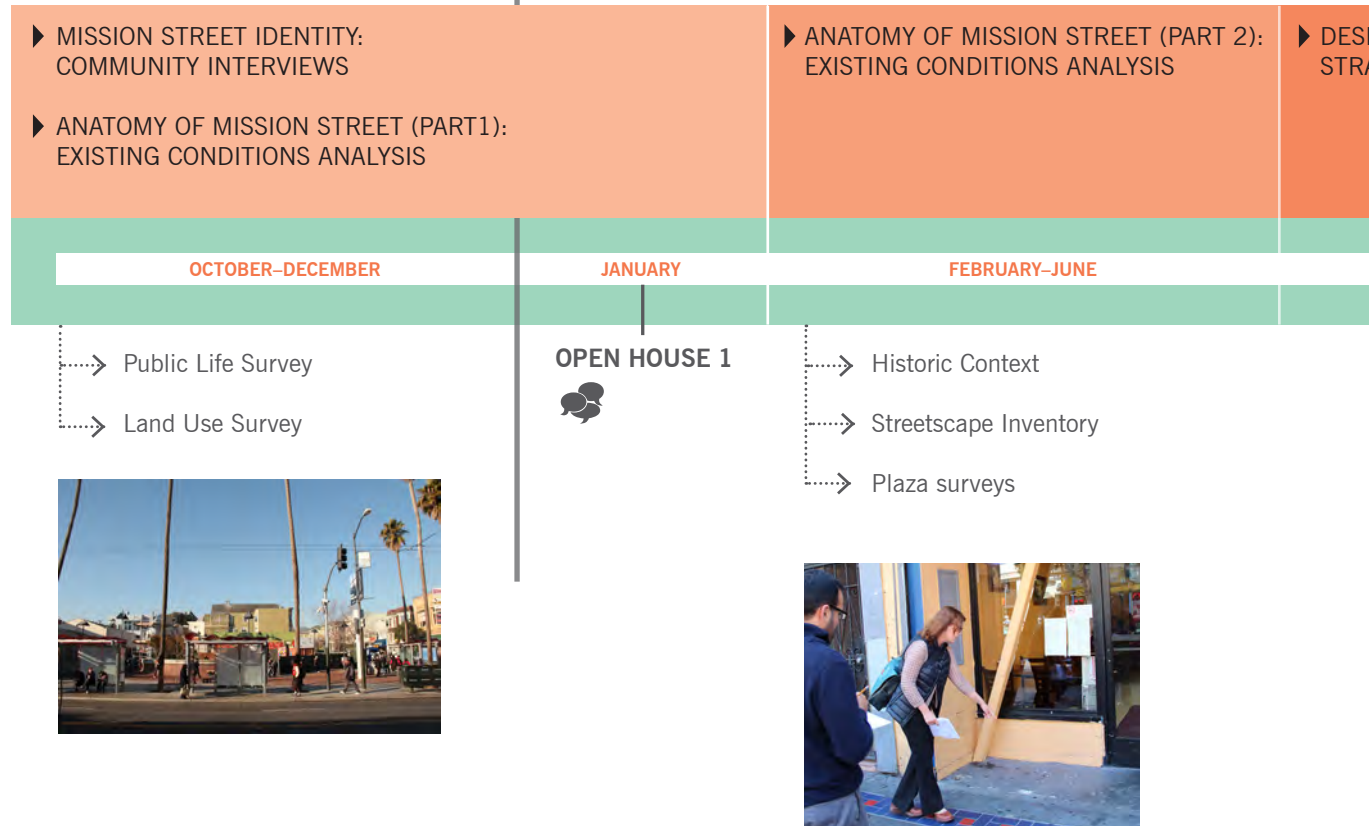 MISSION STREET IDENTITY:
COMMUNITY INTERVIEWS
ANATOMY OF MISSION STREET (PART1):
EXISTING CONDITIONS ANALYSIS
ANATOMY OF MISSION STREET (PART 2):
EXISTING CONDITIONS ANALYSIS
OCTOBER–DECEMBER
JANUARY
FEBRUARY–JUNE
Public Life Survey
Land Use Survey
OPEN HOUSE 1
Historic Context
Streetscape Inventory
Plaza surveys